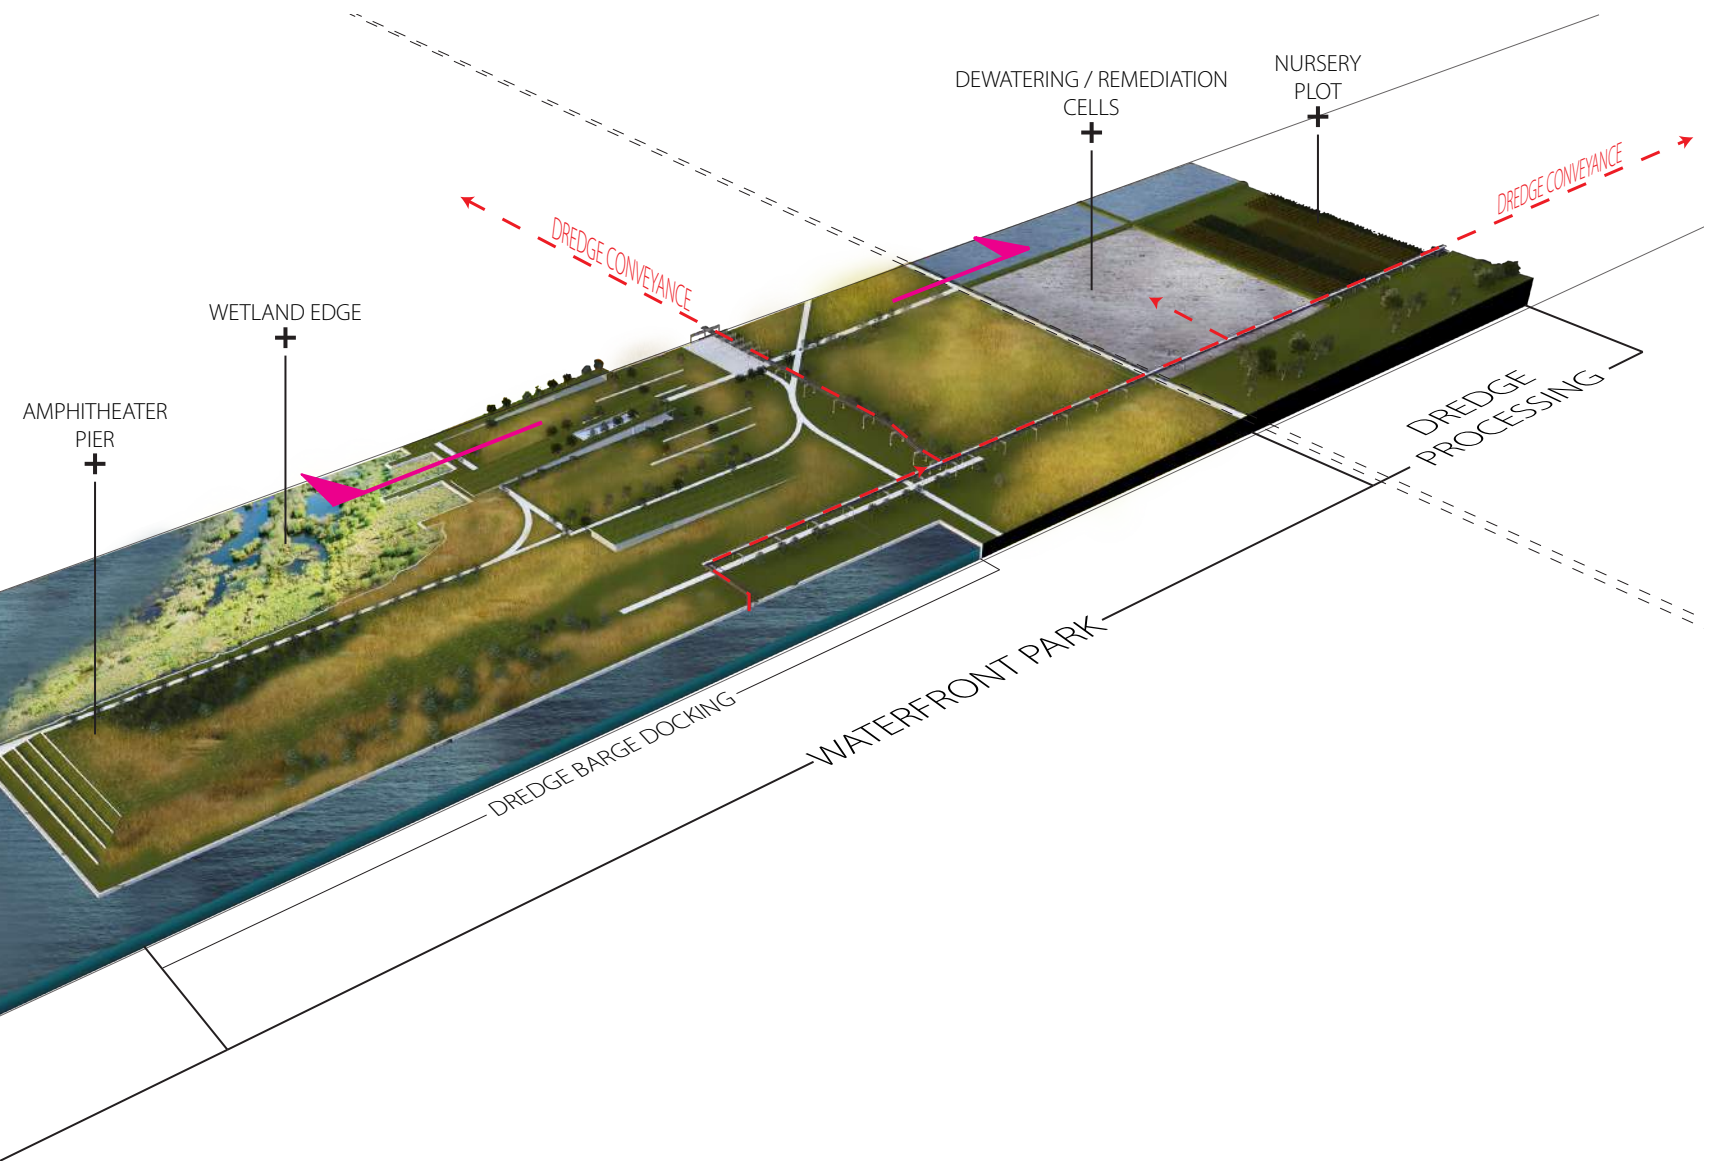 NURSERY
PLOT
DEWATERING / REMEDIATION
CELLS
DREDGE CONVEYANCE
DREDGE CONVEYANCE
WETLAND EDGE
AMPHITHEATER
PIER
DREDGE
PROCESSING
WATERFRONT PARK
DREDGE BARGE DOCKING